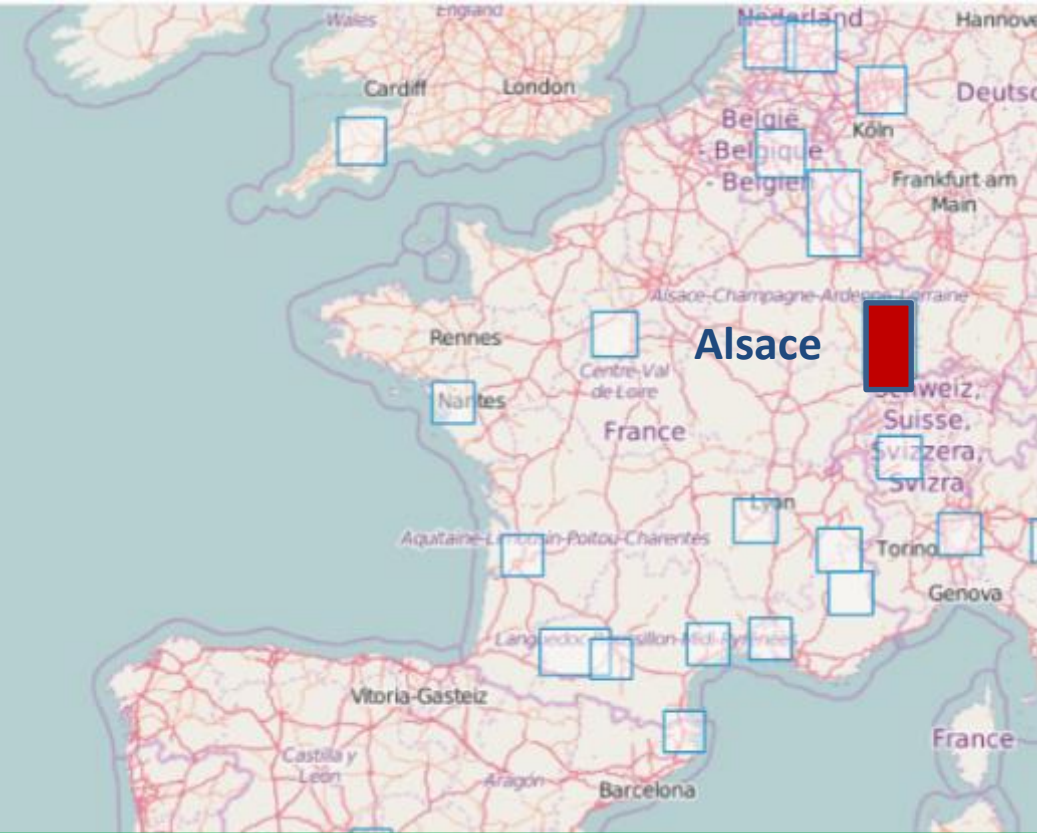 Wales
England
Nederland
Hannove
Cardiff
London
Deutsc
België
- Belgique
- Belgien
Köln
Frankfurt am
Main
Alsace-Champagne-Ardenne-Lorraine
Rennes
Alsace
Centre-Val
de Loire
Nantes
France
Schweiz,
Suisse,
Svizzera,
Svizra
Lyon
Aquitaine-Limousin-Poitou-Charentes
Torino
Genova
Languedoc-Roussillon-Midi-Pyrénées
Vitoria-Gasteiz
Castilla y
León
Aragón
Barcelona
France